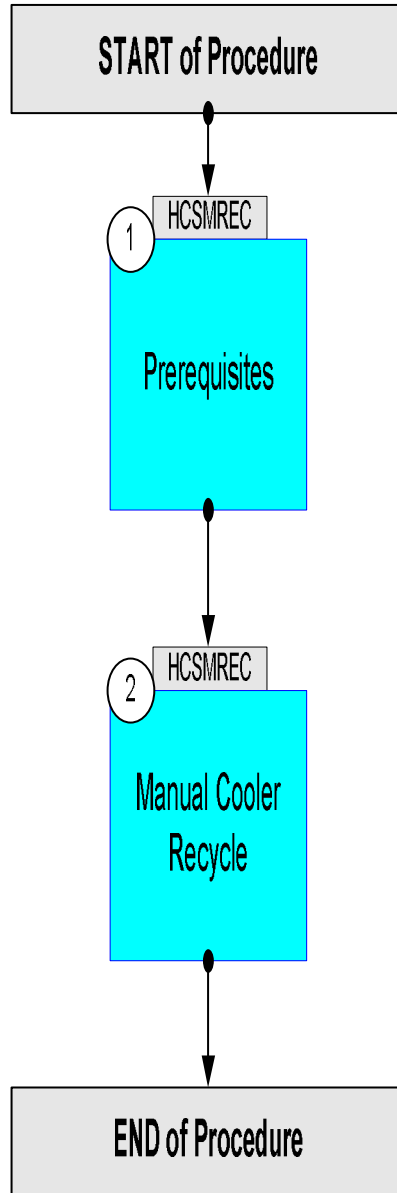 START of Procedure
HCSMREC
1
Prerequisites
HCSMREC
2
Manual Cooler
Recycle
END of Procedure